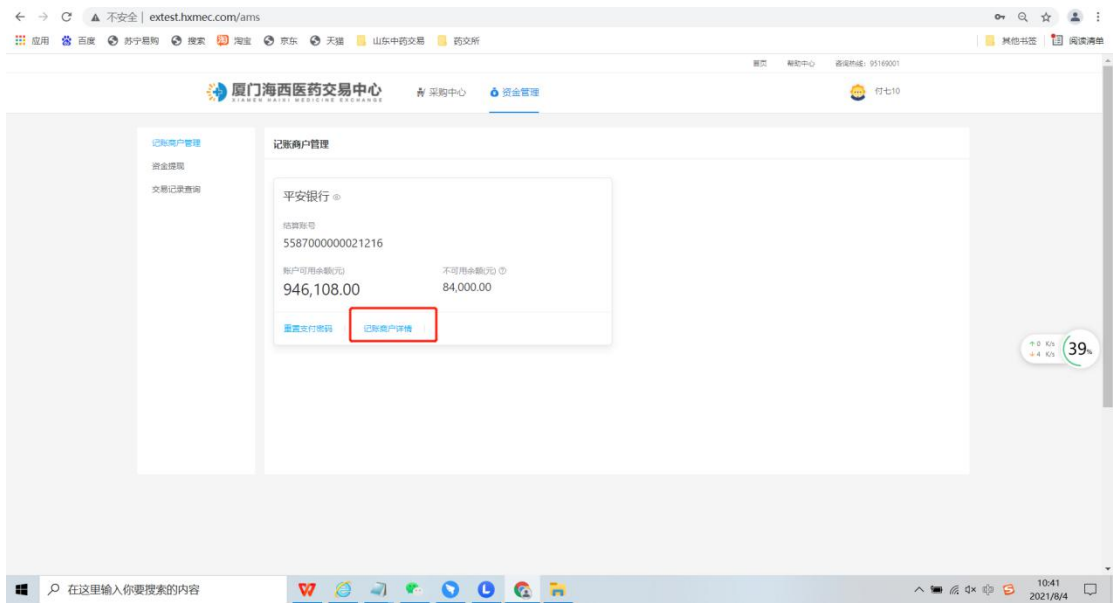 不安全 | extest.hxmec.com/ams
应用 百度 苏宁易购 搜索 淘宝 京东 天猫 山东中药交易 药交所 其他书签 阅读清单
首页 帮助中心 咨询热线：95169001
厦门海西医药交易中心 采购中心 资金管理 付七10
XIAMEN HAIXI MEDICINE EXCHANGE
记账商户管理
资金提现
交易记录查询
记账商户管理
平安银行
结算账号
5587000000021216
账户可用余额(元) 不可用余额(元)
946,108.00 84,000.00
重置支付密码 记账商户详情
↑0 K/s
↓4 K/s
39%
在这里输入你要搜索的内容
10:41
2021/8/4